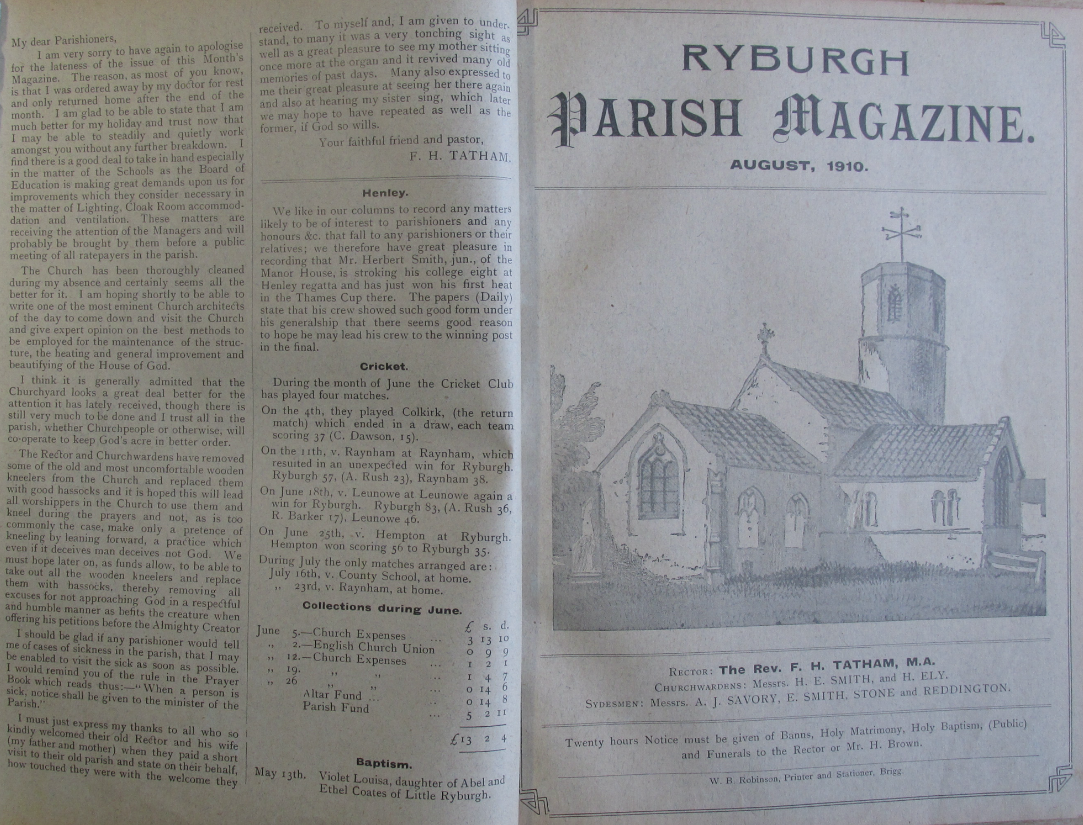 My dear Parishioners,
I am very sorry to have again to apologise
for the lateness of the issue of this Month's
Magazine. The reason, as most of you know,
is that I was ordered away by my doctor for rest
and only returned home after the end of the
month. I am glad to be able to state that I am
much better for my holiday and trust now that
I may be able to steadily and quietly work
amongst you without any further breakdown. I
find there is a good deal to take in hand especially
in the matter of the Schools as the Board of
Education is making great demands upon us for
improvements which they consider necessary in
the matter of Lighting, Cloak Room accommod-
dation and ventilation. These matters are
receiving the attention of the Managers and will
probably be brought by them before a public
meeting of all ratepayers in the parish.
The Church has been thoroughly cleaned
during my absence and certainly seems all the
better for it. I am hoping shortly to be able to
write one of the most eminent Church architects
of the day to come down and visit the Church
and give expert opinion on the best methods to
be employed for the maintenance of the struc-
ture, the heating and general improvement and
beautifying of the House of God.
I think it is generally admitted that the
Churchyard looks a great deal better for the
attention it has lately received, though there is
still very much to be done and I trust all in the
parish, whether Churchpeople or otherwise, will
co-operate to keep God's acre in better order.
The Rector and Churchwardens have removed
some of the old and most uncomfortable wooden
kneelers from the Church and replaced them
with good hassocks and it is hoped this will lead
all worshippers in the Church to use them and
kneel during the prayers and not, as is too
commonly the case, make only a pretence of
kneeling by leaning forward, a practice which
even if it deceives man deceives not God. We
must hope later on, as funds allow, to be able to
take out all the wooden kneelers and replace
them with hassocks, thereby removing all
excuses for not approaching God in a respectful
and humble manner as befits the creature when
offering his petitions before the Almighty Creator
I should be glad if any parishioner would tell
me of cases of sickness in the parish, that I may
be enabled to visit the sick as soon as possible.
I would remind you of the rule in the Prayer
Book which reads thus:—"When a person is
sick, notice shall be given to the minister of the
Parish."
I must just express my thanks to all who so
kindly welcomed their old Rector and his wife
(my father and mother) when they paid a short
visit to their old parish and state on their behalf,
how touched they were with the welcome they
received. To myself and, I am given to under-
stand, to many it was a very tonching sight as
well as a great pleasure to see my mother sitting
once more at the organ and it revived many old
memories of past days. Many also expressed to
me their great pleasure at seeing her there again
and also at hearing my sister sing, which later
we may hope to have repeated as well as the
former, if God so wills.
Your faithful friend and pastor,
F. H. TATHAM.
Henley.
We like in our columns to record any matters
likely to be of interest to parishioners and any
honours &c. that fall to any parishioners or their
relatives; we therefore have great pleasure in
recording that Mr. Herbert Smith, jun., of the
Manor House, is stroking his college eight at
Henley regatta and has just won his first heat
in the Thames Cup there. The papers (Daily)
state that his crew showed such good form under
his generalship that there seems good reason
to hope he may lead his crew to the winning post
in the final.
Cricket.
During the month of June the Cricket Club
has played four matches.
On the 4th, they played Colkirk, (the return
match) which ended in a draw, each team
scoring 37 (C. Dawson, 15).
On the 11th, v. Raynham at Raynham, which
resulted in an unexpected win for Ryburgh.
Ryburgh 57, (A. Rush 23), Raynham 38.
On June 18th, v. Leunowe at Leunowe again a
win for Ryburgh. Ryburgh 83, (A. Rush 36,
R. Barker 17), Leunowe 46.
On June 25th, v. Hempton at Ryburgh.
Hempton won scoring 56 to Ryburgh 35.
During July the only matches arranged are:
July 16th, v. County School, at home.
„ 23rd, v. Raynham, at home.
Collections during June.
£ s. d.
June 5.—Church Expenses ... 3 13 10
„ 2.—English Church Union 0 9 9
„ 12.—Church Expenses ... 1 2 1
„ 19. „ „ ... 1 4 7
„ 26 „ „ ... 0 14 6
Altar Fund ... ... 0 14 8
Parish Fund ... 5 2 11
£13 2 4
Baptism.
May 13th. Violet Louisa, daughter of Abel and
Ethel Coates of Little Ryburgh.
RYBURGH
PARISH MAGAZINE.
AUGUST, 1910.
RECTOR: The Rev. F. H. TATHAM, M.A.
CHURCHWARDENS: Messrs. H. E. SMITH, and H. ELY.
SYDESMEN: Messrs. A. J. SAVORY, E. SMITH, STONE and REDDINGTON.
Twenty hours Notice must be given of Banns, Holy Matrimony, Holy Baptism, (Public)
and Funerals to the Rector or Mr. H. Brown.
W. B. Robinson, Printer and Stationer, Brigg.